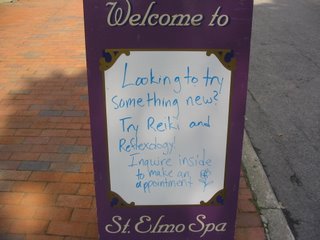 Welcome to
Looking to try
something new?
Try Reiki and
Reflexology!
Inquire inside
to make an
appointment
St. Elmo Spa